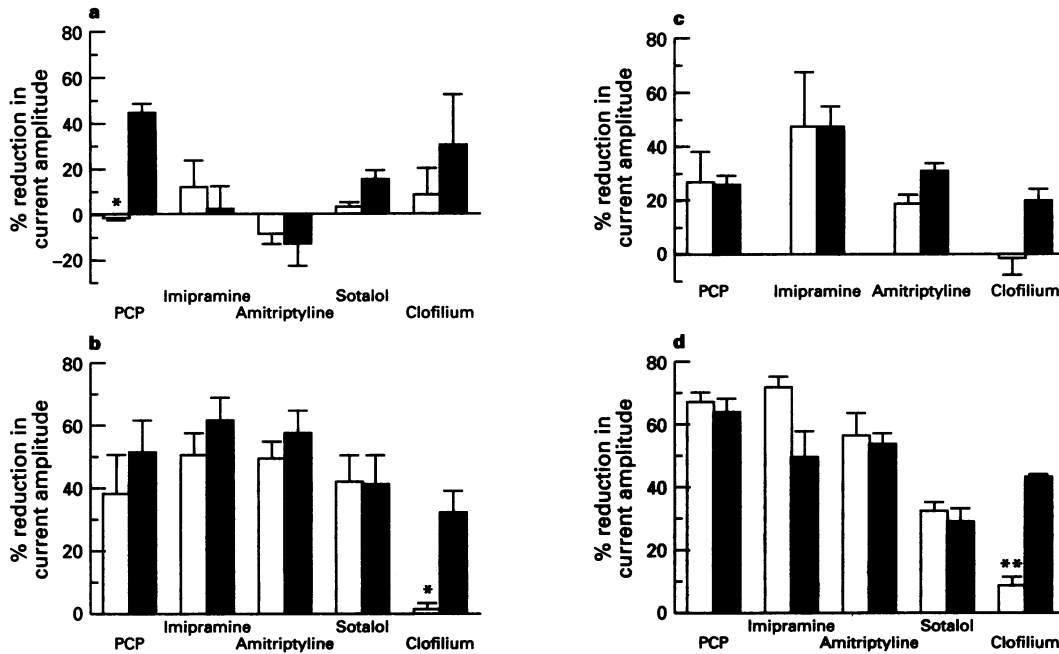 a
% reduction in
current amplitude
80
60
40
20
0
−20
*
PCP
Imipramine
Amitriptyline
Sotalol
Clofilium
b
% reduction in
current amplitude
80
60
40
20
0
*
PCP
Imipramine
Amitriptyline
Sotalol
Clofilium
c
% reduction in
current amplitude
80
60
40
20
0
PCP
Imipramine
Amitriptyline
Clofilium
d
% reduction in
current amplitude
80
60
40
20
0
**
PCP
Imipramine
Amitriptyline
Sotalol
Clofilium